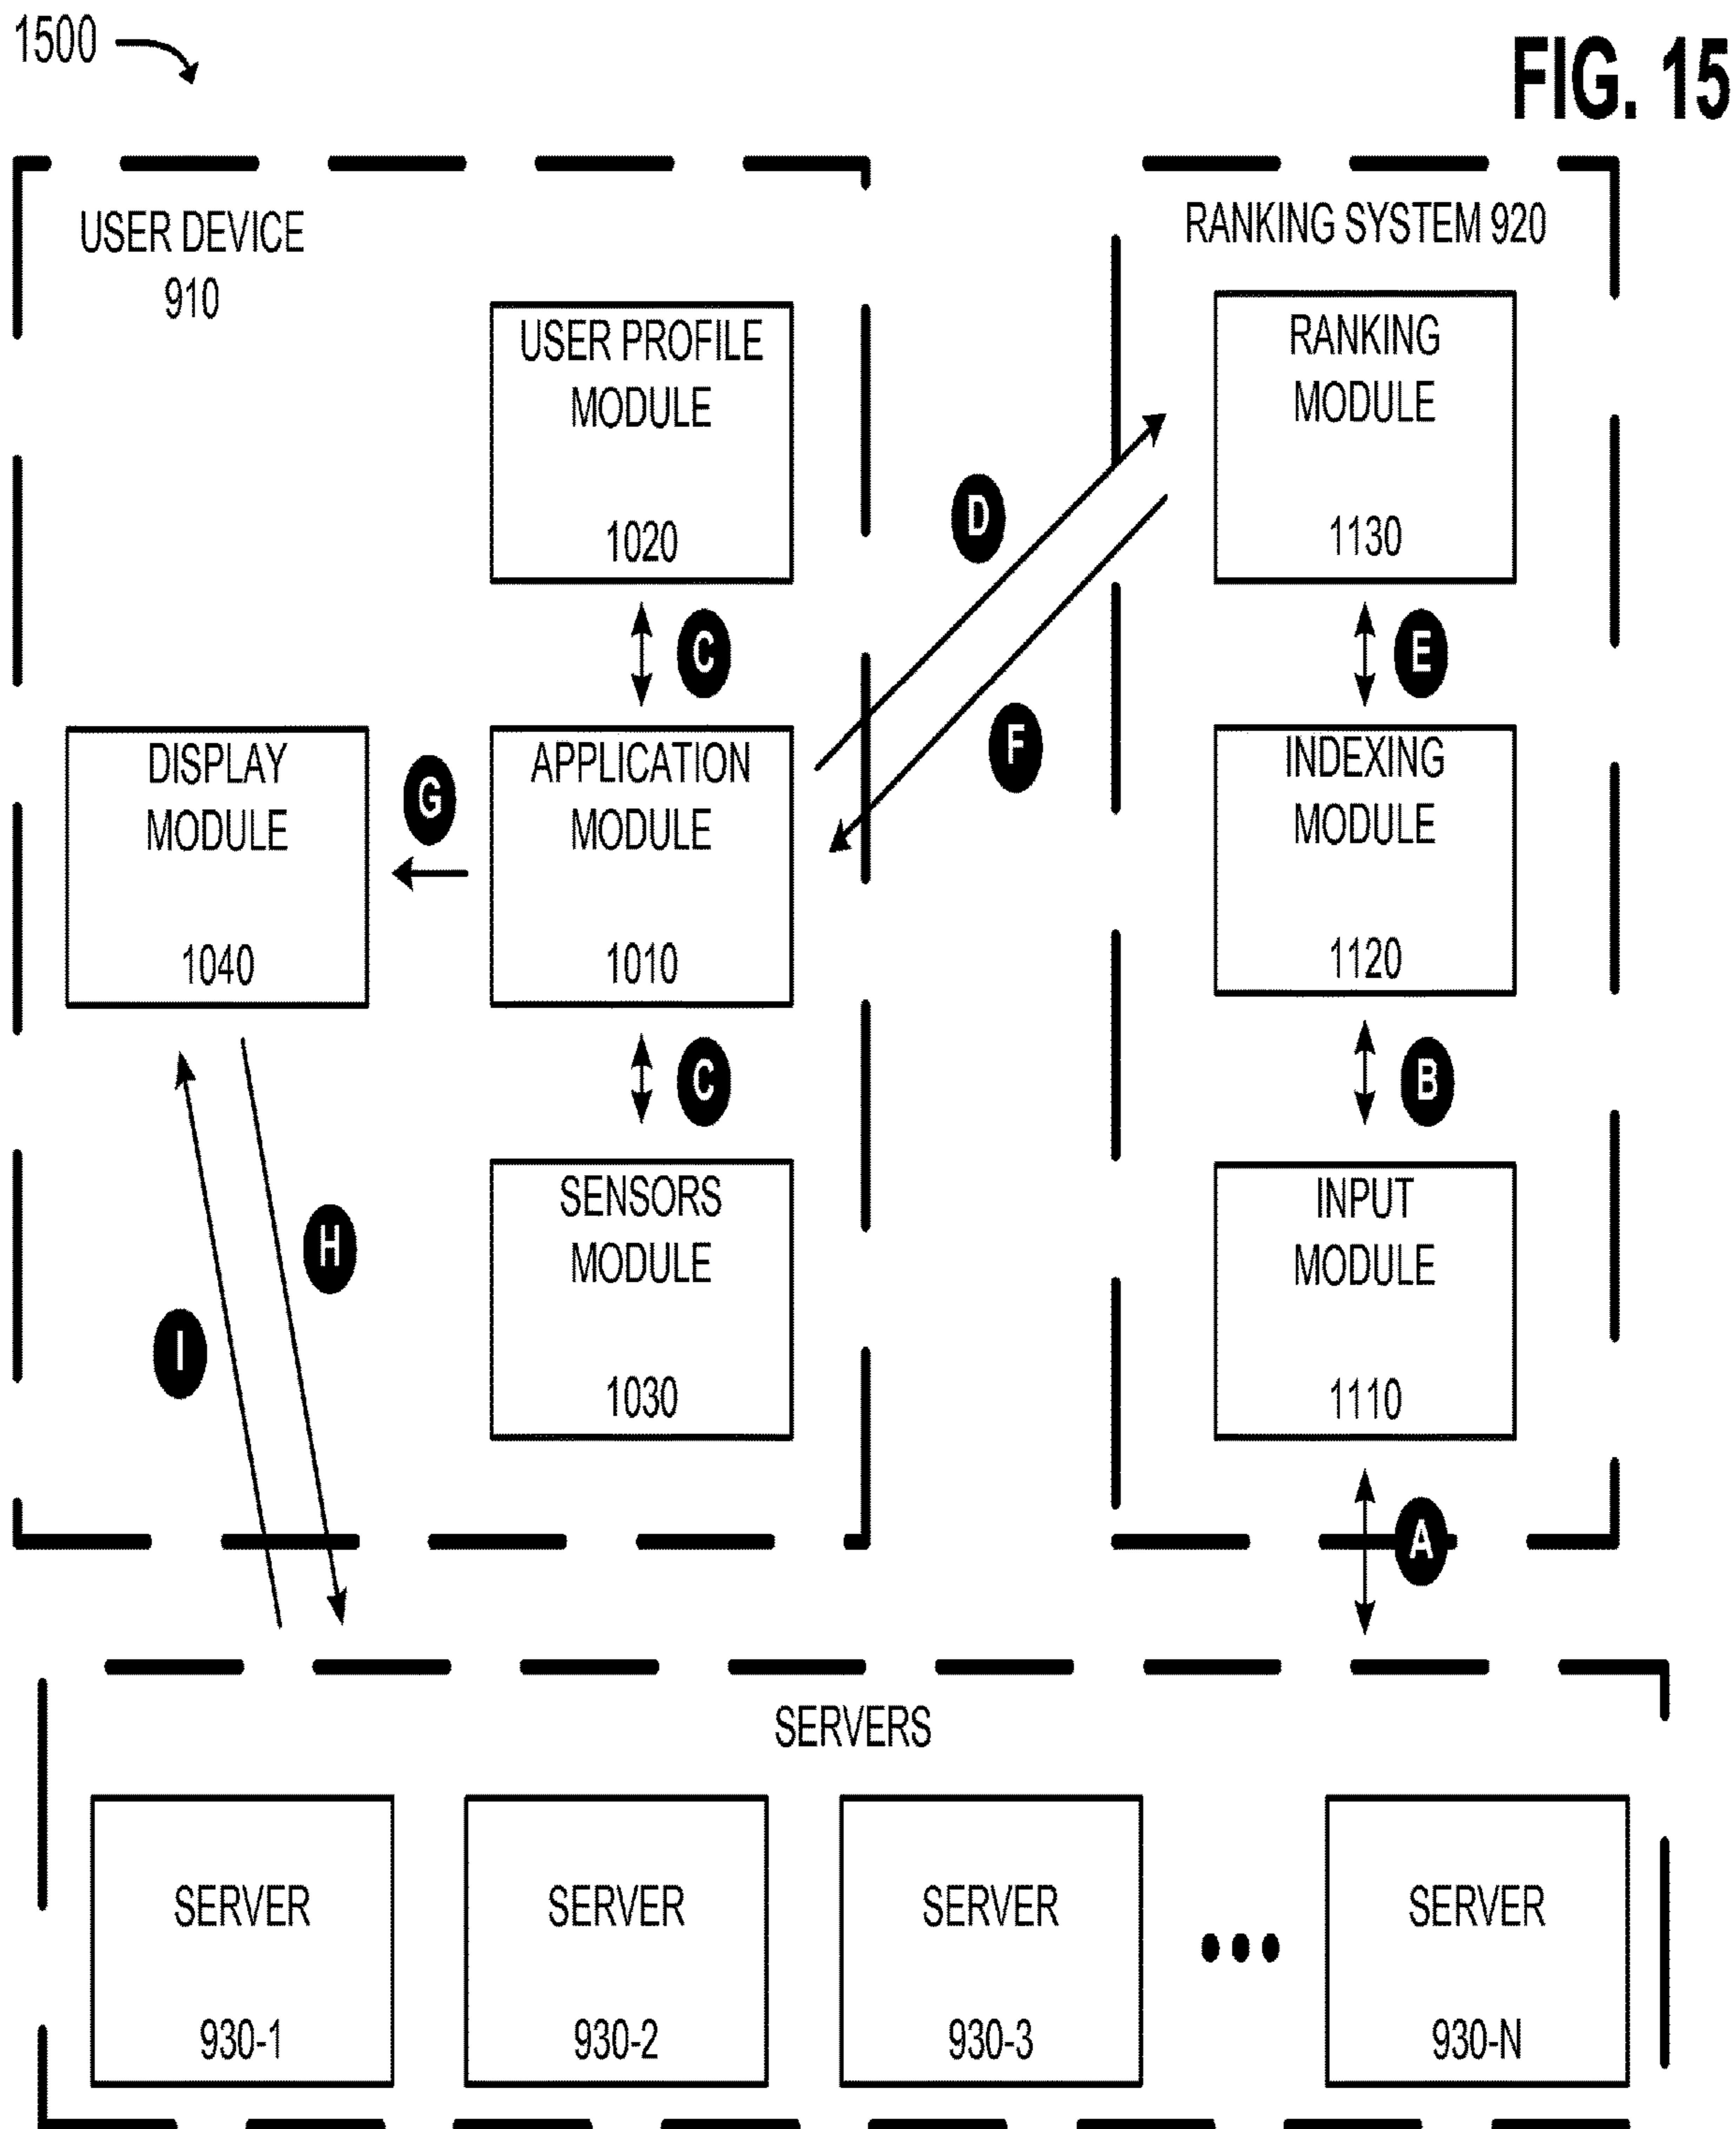 1500
FIG. 15
USER DEVICE
910
RANKING SYSTEM 920
USER PROFILE
MODULE
1020
RANKING
MODULE
1130
D
C
E
F
DISPLAY
MODULE
1040
G
APPLICATION
MODULE
1010
INDEXING
MODULE
1120
C
B
H
I
SENSORS
MODULE
1030
INPUT
MODULE
1110
A
SERVERS
SERVER
930-1
SERVER
930-2
SERVER
930-3
SERVER
930-N